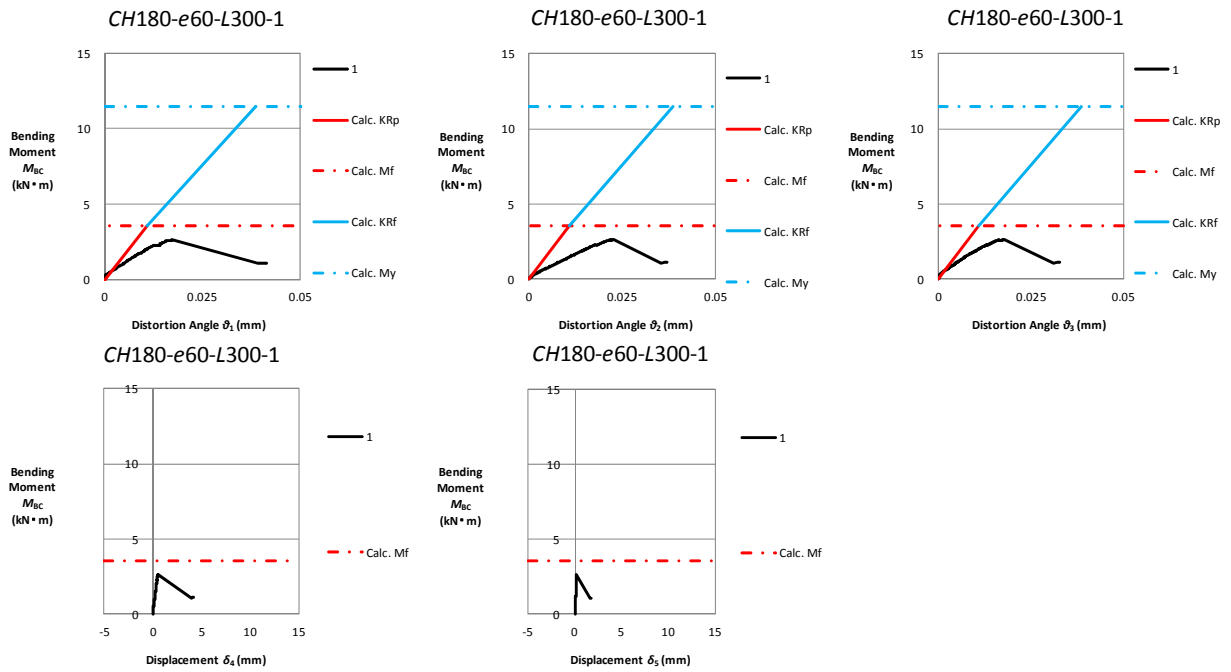 CH180-e60-L300-1
15
10
5
0
Bending
Moment
M_BC
(kN・m)
0
0.025
0.05
Distortion Angle ϑ₁ (mm)
1
Calc. KRp
Calc. Mf
Calc. KRf
Calc. My
CH180-e60-L300-1
15
10
5
0
Bending
Moment
M_BC
(kN・m)
0
0.025
0.05
Distortion Angle ϑ₂ (mm)
1
Calc. KRp
Calc. Mf
Calc. KRf
Calc. My
CH180-e60-L300-1
15
10
5
0
Bending
Moment
M_BC
(kN・m)
0
0.025
0.05
Distortion Angle ϑ₃ (mm)
1
Calc. KRp
Calc. Mf
Calc. KRf
Calc. My
CH180-e60-L300-1
15
10
5
0
Bending
Moment
M_BC
(kN・m)
-5
0
5
10
15
Displacement δ₄ (mm)
1
Calc. Mf
CH180-e60-L300-1
15
10
5
0
Bending
Moment
M_BC
(kN・m)
-5
0
5
10
15
Displacement δ₅ (mm)
1
Calc. Mf